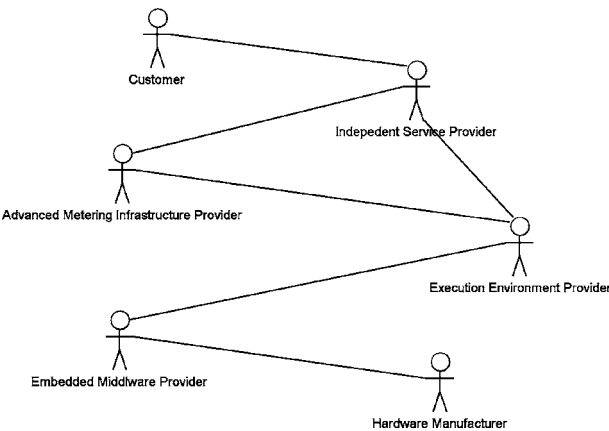 Customer
Indepedent Service Provider
Advanced Metering Infrastructure Provider
Execution Environment Provider
Embedded Middlware Provider
Hardware Manufacturer